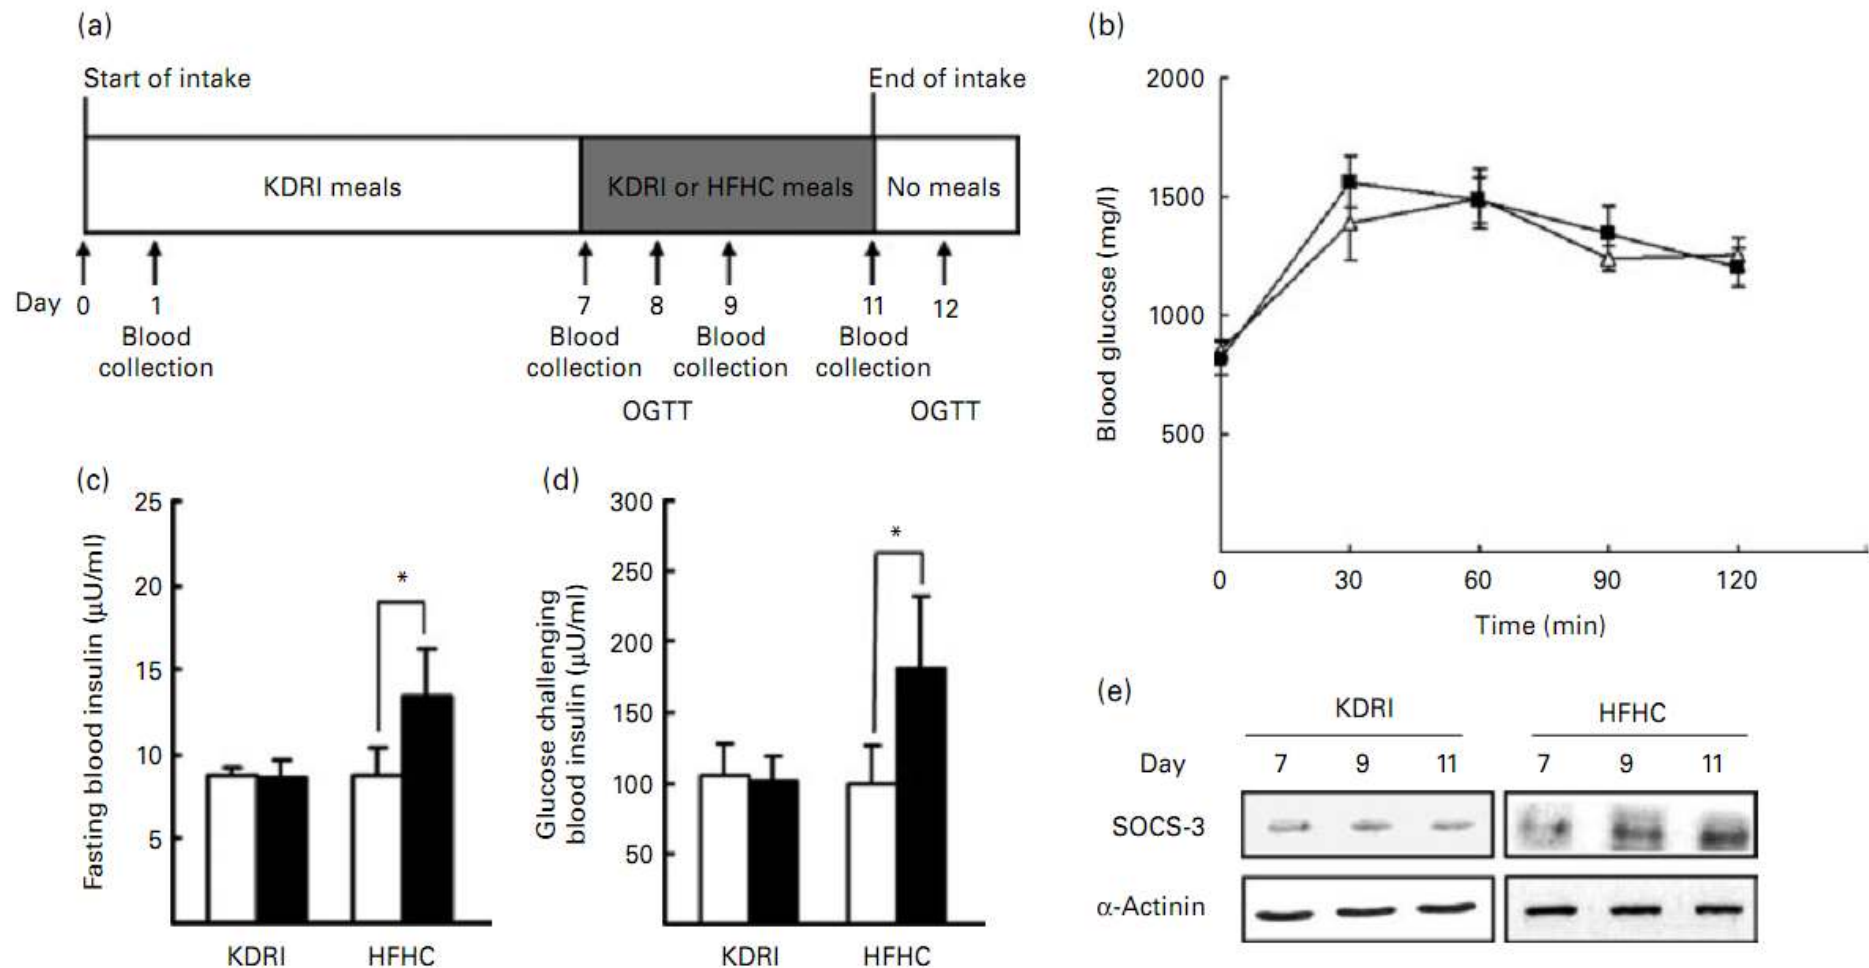 (a)
Start of intake
End of intake
KDRI meals
KDRI or HFHC meals
No meals
Day 0 1 7 8 9 11 12
Blood collection
Blood collection
Blood collection
Blood collection
OGTT
OGTT
(b)
2000
1500
1000
500
Blood glucose (mg/l)
0 30 60 90 120
Time (min)
(c)
25
20
15
10
5
Fasting blood insulin (μU/ml)
*
KDRI HFHC
(d)
300
250
200
150
100
50
Glucose challenging
blood insulin (μU/ml)
*
KDRI HFHC
(e)
KDRI HFHC
Day 7 9 11 7 9 11
SOCS-3
α-Actinin